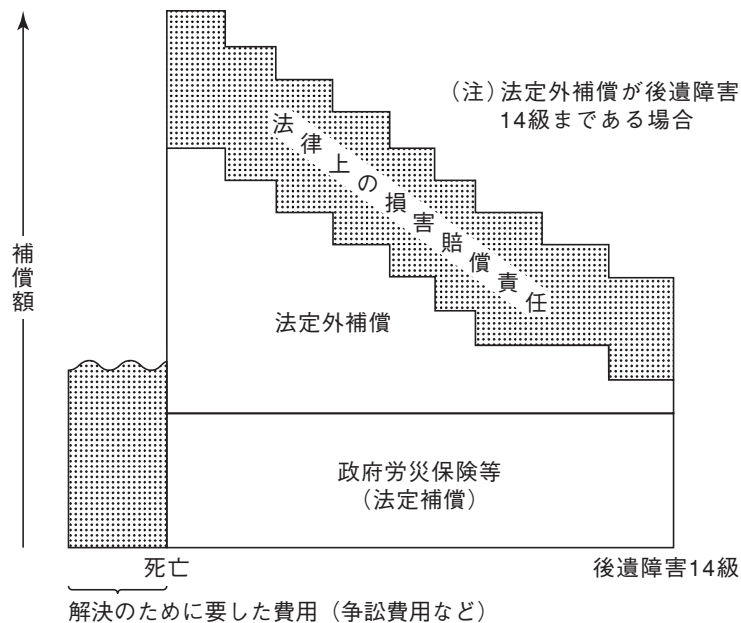 (注)法定外補償が後遺障害
14級まである場合
法律上の損害賠償責任
補償額
法定外補償
政府労災保険等
(法定補償)
死亡
後遺障害14級
解決のために要した費用(争訟費用など)